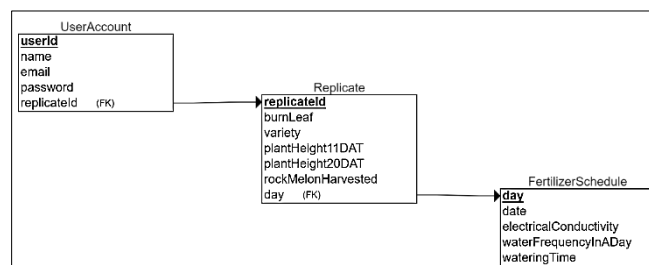 UserAccount
userId
name
email
password
replicateId (FK)
Replicate
replicateId
burnLeaf
variety
plantHeight11DAT
plantHeight20DAT
rockMelonHarvested
day (FK)
FertilizerSchedule
day
date
electricalConductivity
waterFrequencyInADay
wateringTime